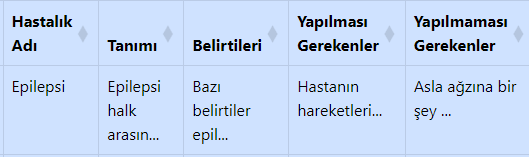 Hastalık
Adı
Tanımı
Belirtileri
Yapılması
Gerekenler
Yapılmaması
Gerekenler
Epilepsi
Epilepsi
halk
arasın...
Bazı
belirtiler
epil...
Hastanın
hareketleri...
Asla ağzına bir
şey ...